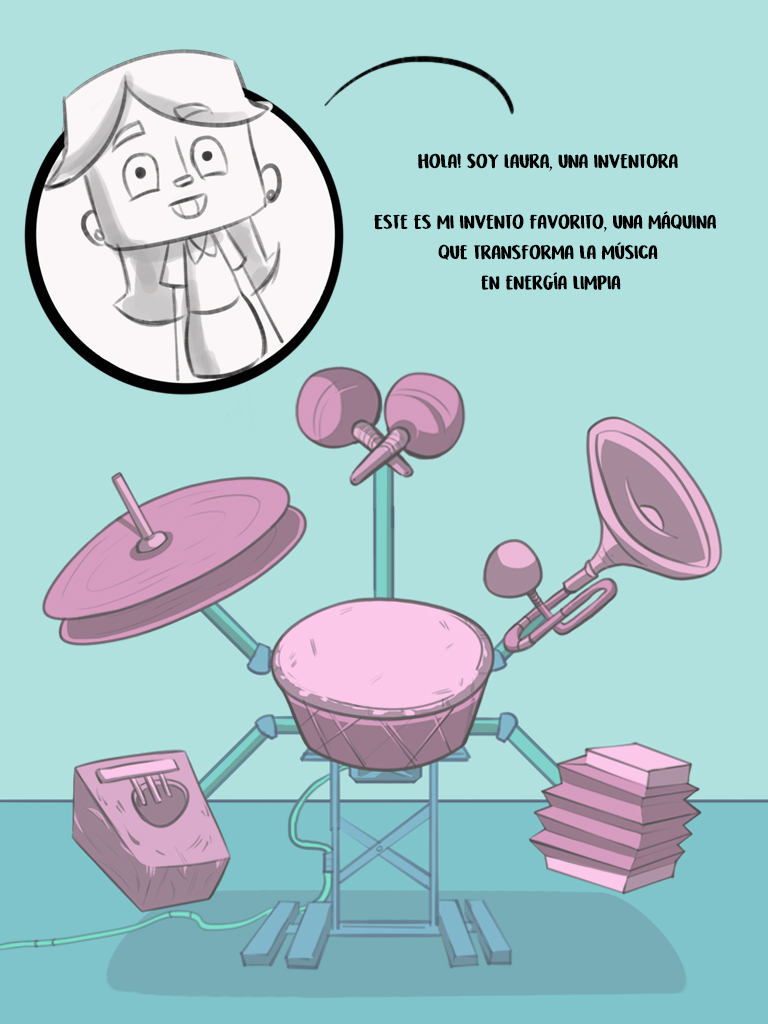 HOLA! SOY LAURA, UNA INVENTORA
ESTE ES MI INVENTO FAVORITO, UNA MÁQUINA
QUE TRANSFORMA LA MÚSICA
EN ENERGÍA LIMPIA